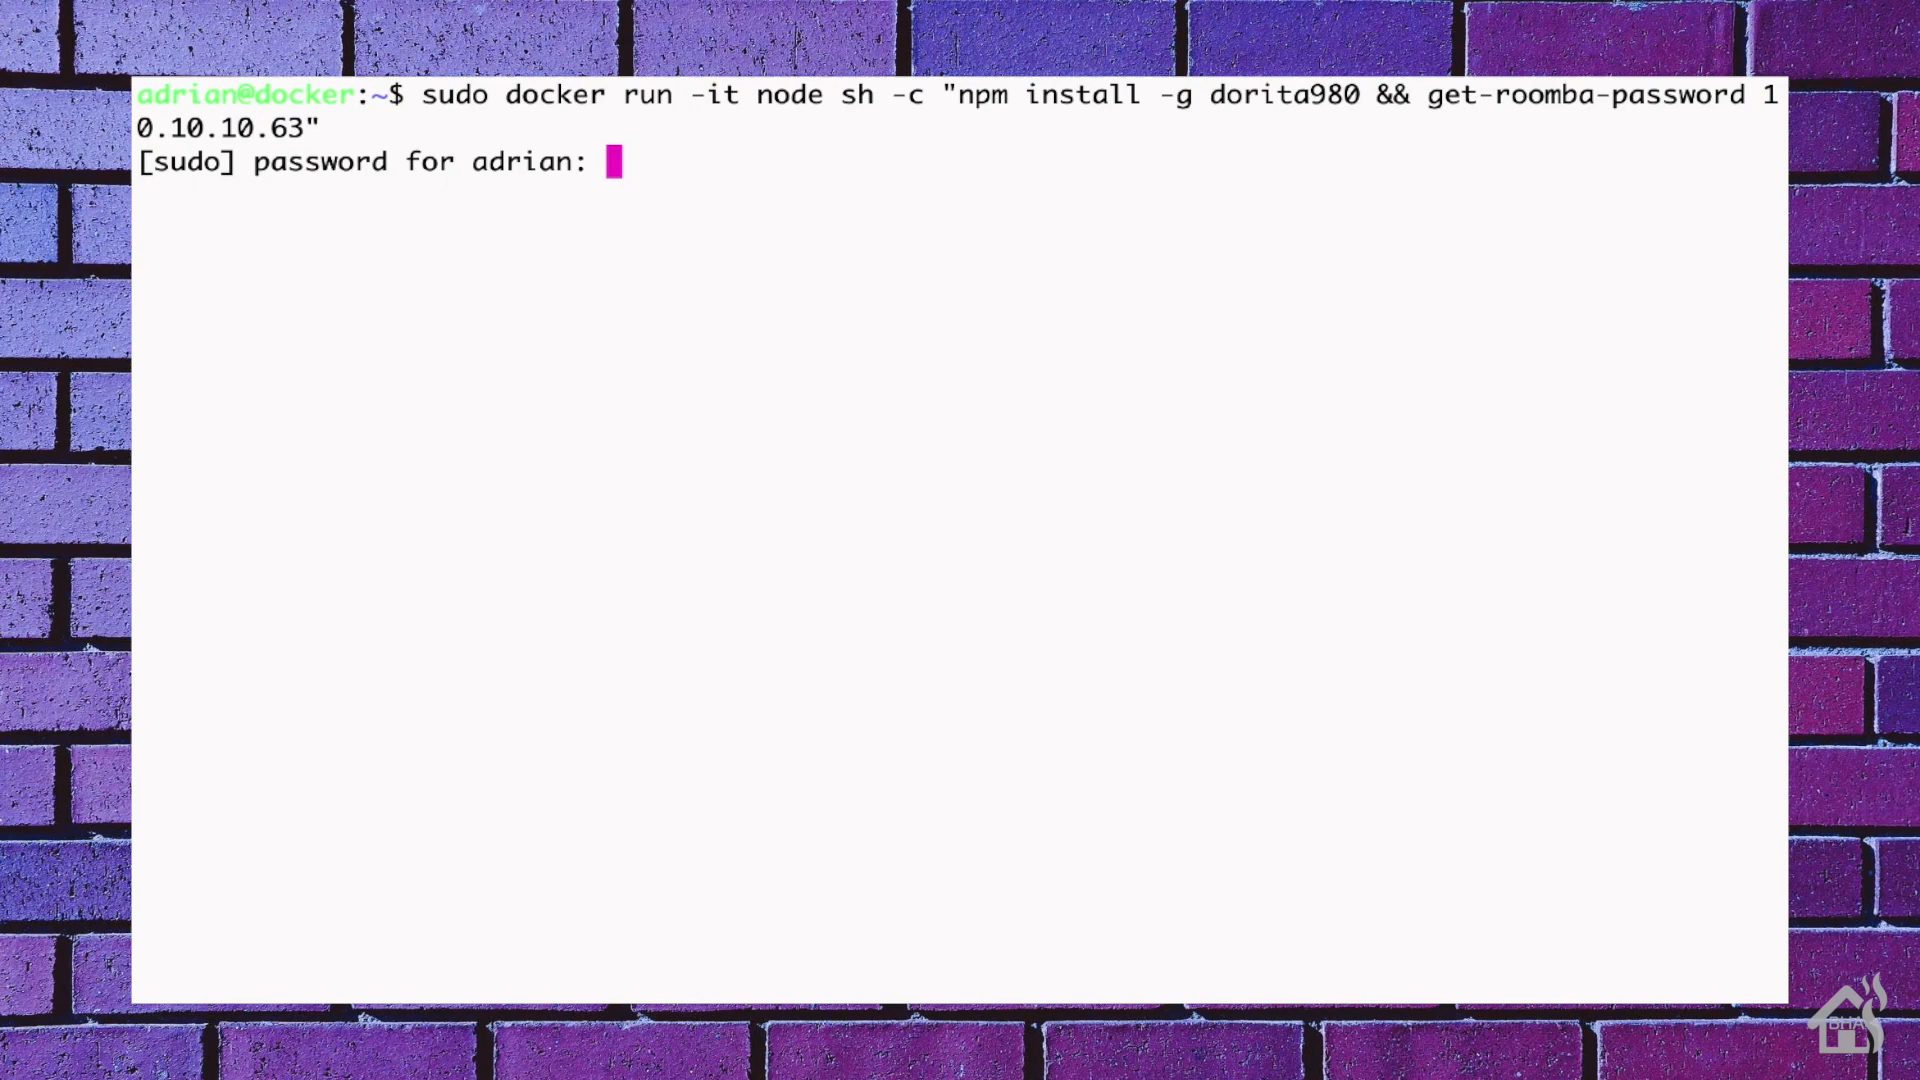 adrian@docker:~$ sudo docker run -it node sh -c "npm install -g dorita980 && get-roomba-password 1
0.10.10.63"
[sudo] password for adrian:
BHA